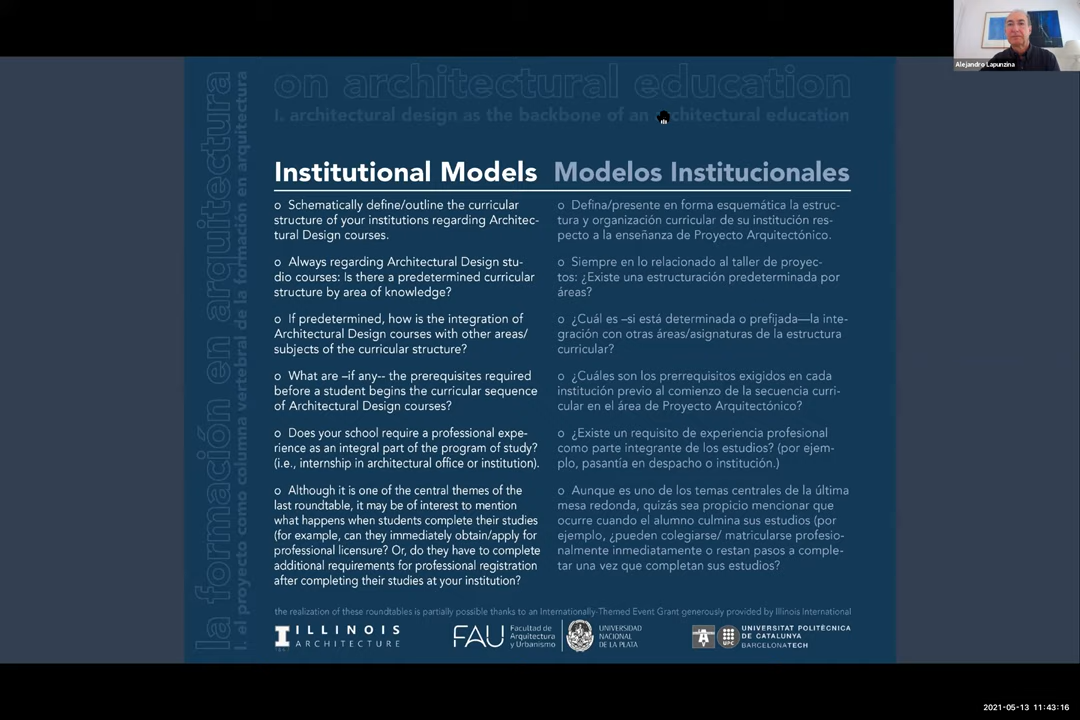 Alejandro Lapunzina
on architectural education
I. architectural design as the backbone of an architectural education
la formación en arquitectura
I. el proyecto como columna vertebral de la formación en arquitectura
Institutional Models
o Schematically define/outline the curricular
structure of your institutions regarding Architec-
tural Design courses.
o Always regarding Architectural Design stu-
dio courses: Is there a predetermined curricular
structure by area of knowledge?
o If predetermined, how is the integration of
Architectural Design courses with other areas/
subjects of the curricular structure?
o What are –if any-- the prerequisites required
before a student begins the curricular sequence
of Architectural Design courses?
o Does your school require a professional expe-
rience as an integral part of the program of study?
(i.e., internship in architectural office or institution).
o Although it is one of the central themes of the
last roundtable, it may be of interest to mention
what happens when students complete their studies
(for example, can they immediately obtain/apply for
professional licensure? Or, do they have to complete
additional requirements for professional registration
after completing their studies at your institution?
Modelos Institucionales
o Defina/presente en forma esquemática la estruc-
tura y organización curricular de su institución res-
pecto a la enseñanza de Proyecto Arquitectónico.
o Siempre en lo relacionado al taller de proyec-
tos: ¿Existe una estructuración predeterminada por
áreas?
o ¿Cuál es –si está determinada o prefijada—la inte-
gración con otras áreas/asignaturas de la estructura
curricular?
o ¿Cuáles son los prerrequisitos exigidos en cada
institución previo al comienzo de la secuencia curri-
cular en el área de Proyecto Arquitectónico?
o ¿Existe un requisito de experiencia profesional
como parte integrante de los estudios? (por ejem-
plo, pasantía en despacho o institución.)
o Aunque es uno de los temas centrales de la última
mesa redonda, quizás sea propicio mencionar que
ocurre cuando el alumno culmina sus estudios (por
ejemplo, ¿pueden colegiarse/ matricularse profesio-
nalmente inmediatamente o restan pasos a comple-
tar una vez que completan sus estudios?
the realization of these roundtables is partially possible thanks to an Internationally-Themed Event Grant generously provided by Illinois International
ILLINOIS
ARCHITECTURE
FAU
Facultad de
Arquitectura
y Urbanismo
UNIVERSIDAD
NACIONAL
DE LA PLATA
UPC
UNIVERSITAT POLITÈCNICA
DE CATALUNYA
BARCELONATECH
2021-05-13 11:43:16